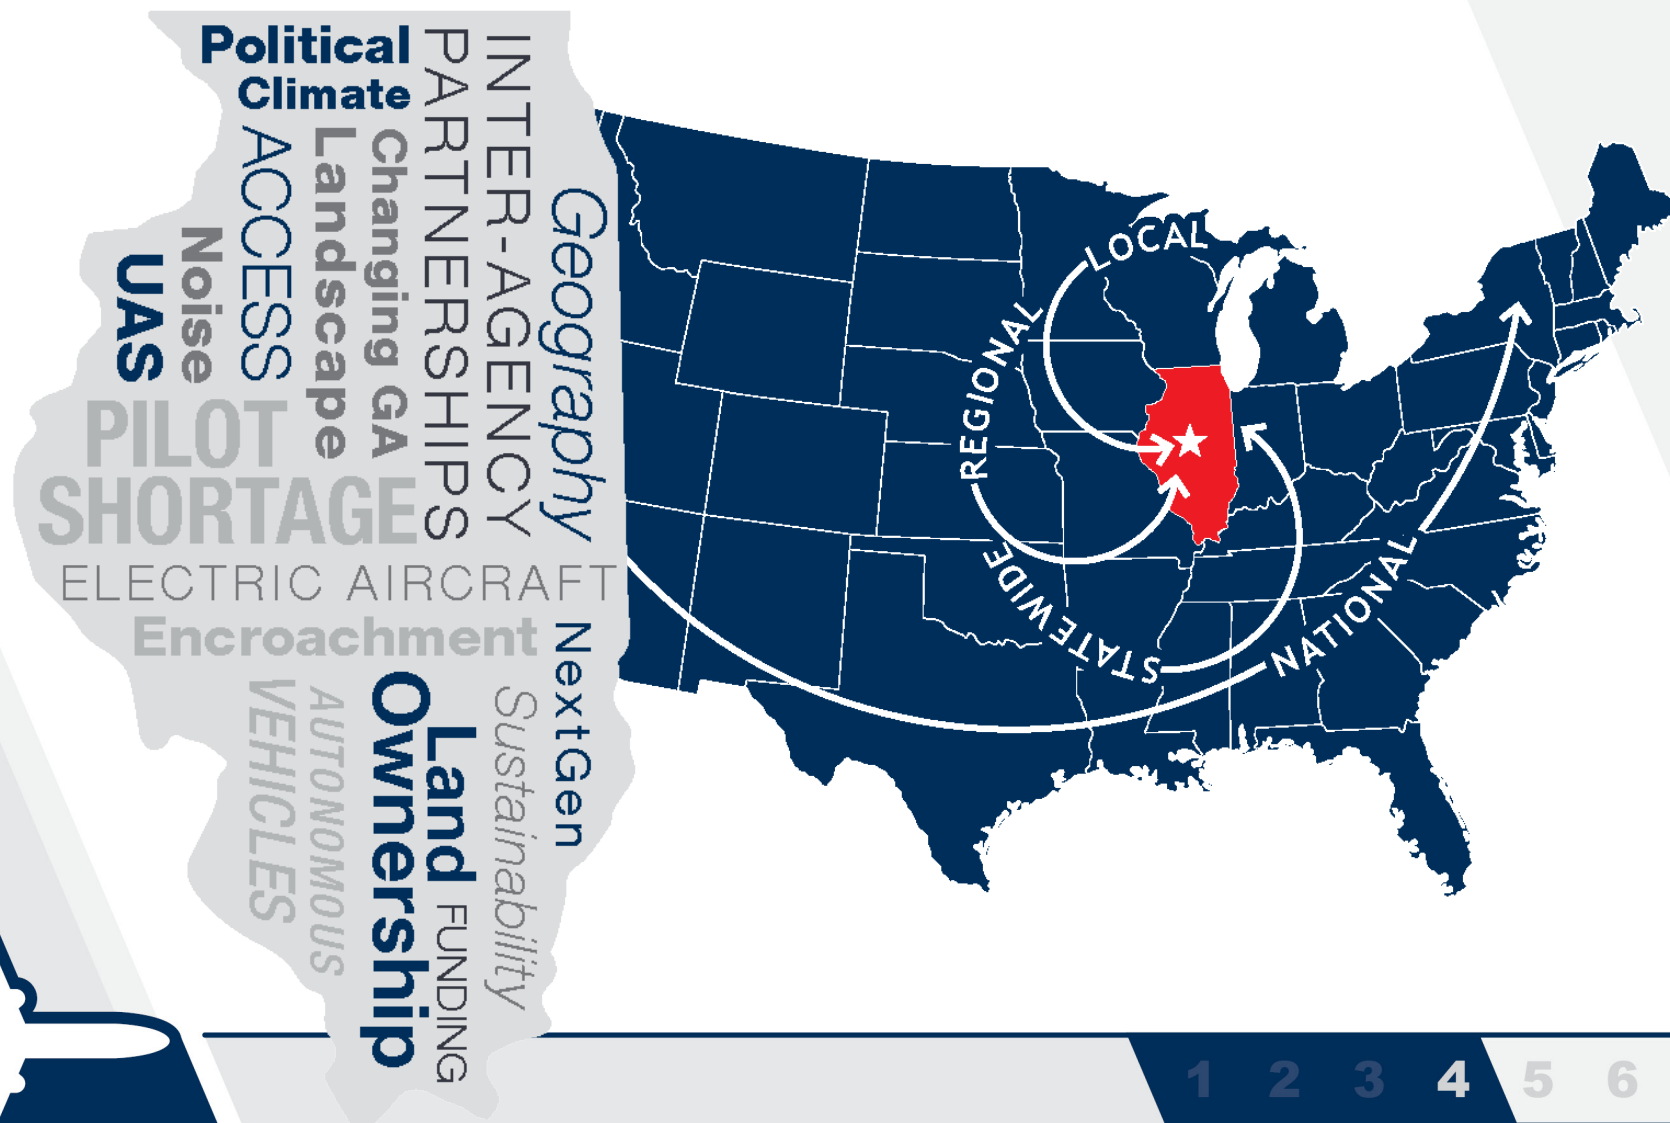 Political
Climate
INTER-AGENCY
PARTNERSHIPS
Changing GA
Landscape
ACCESS
Noise
UAS
Geography
PILOT
SHORTAGE
ELECTRIC AIRCRAFT
Encroachment
NextGen
Sustainability
Land
Ownership
FUNDING
AUTONOMOUS
VEHICLES
LOCAL
REGIONAL
STATEWIDE
NATIONAL
1 2 3 4 5 6